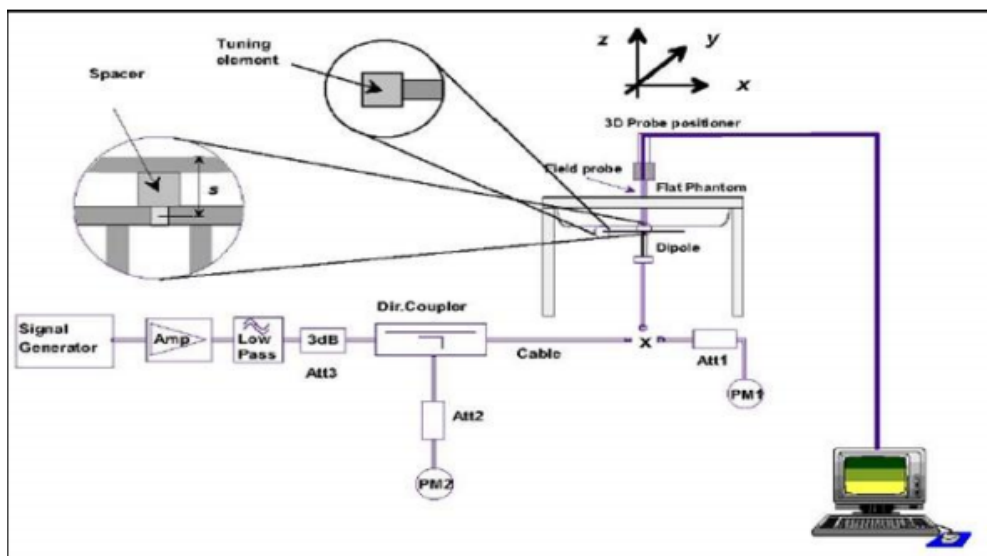 Tuning
element
Spacer
z
y
x
3D Probe positioner
Field probe
Flat Phantom
s
Dipole
Dir.Coupler
Signal
Generator
Amp
Low
Pass
3dB
Att3
Cable
x
Att1
PM1
Att2
PM2